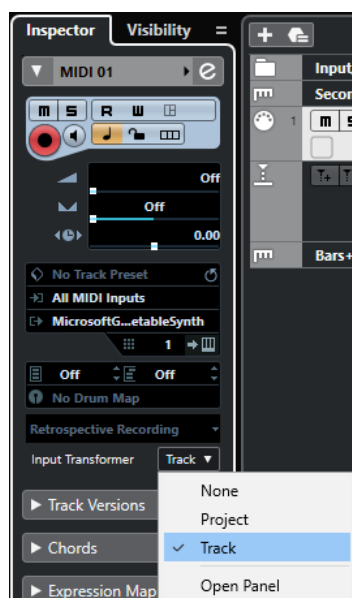 Inspector Visibility
MIDI 01
Input
Secon
1
m S R W
m s
Off
Off
0.00
No Track Preset
All MIDI Inputs
MicrosoftG...etableSynth
1
Off Off
No Drum Map
Bars+
Retrospective Recording
Input Transformer Track
None
Project
Track
Open Panel
Track Versions
Chords
Expression Map